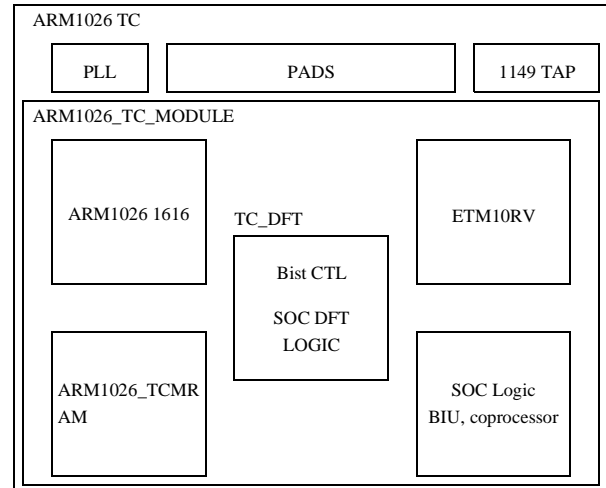 ARM1026 TC
PLL
PADS
1149 TAP
ARM1026_TC_MODULE
ARM1026 1616
TC_DFT
ETM10RV
Bist CTL
SOC DFT
LOGIC
ARM1026_TCMR
AM
SOC Logic
BIU, coprocessor